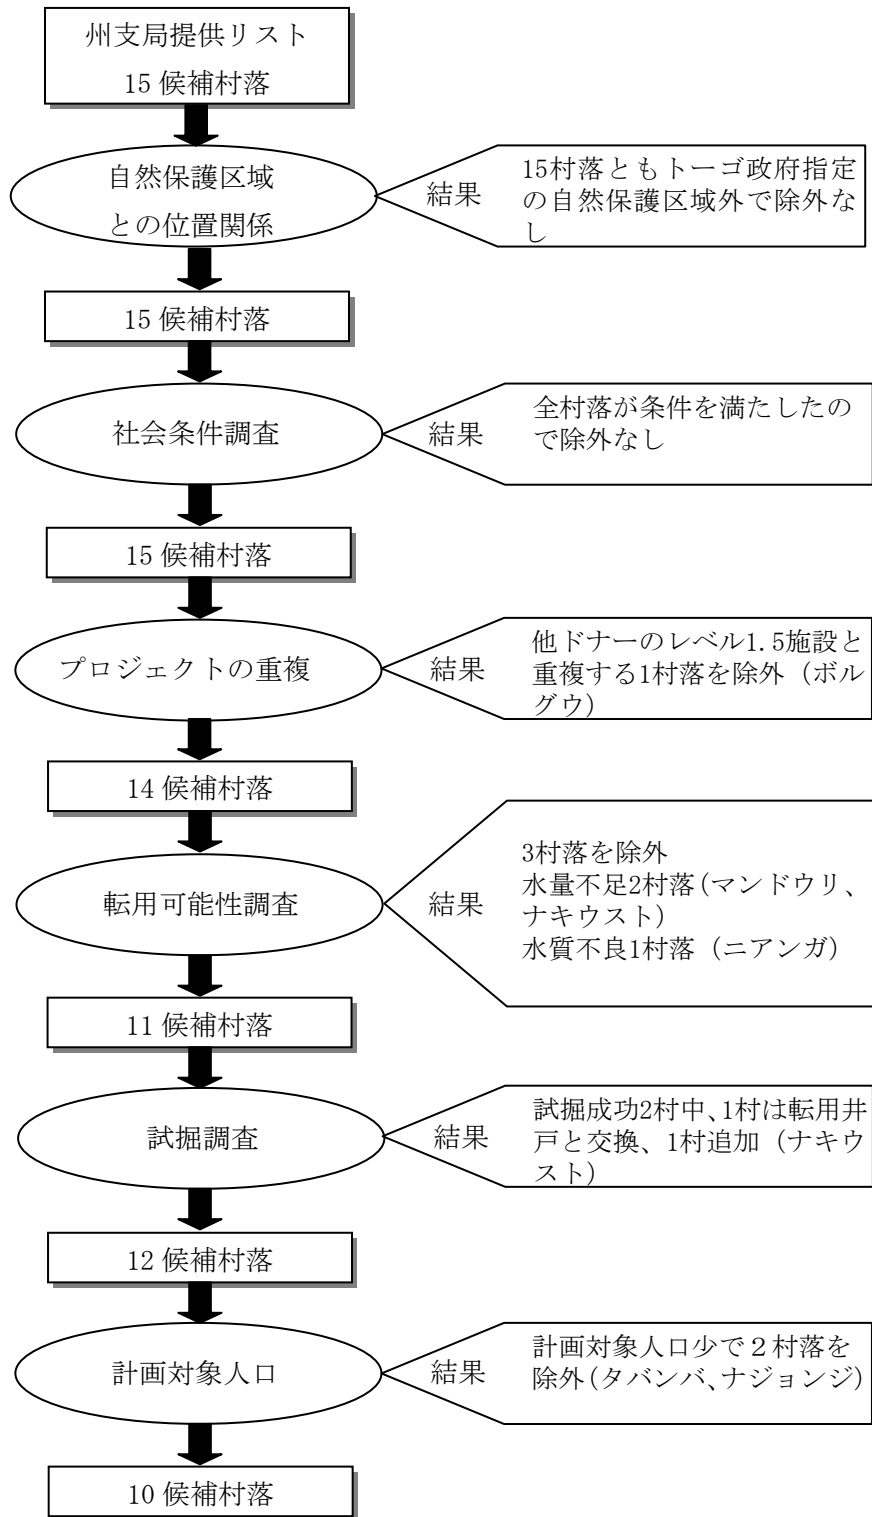 州支局提供リスト
15 候補村落
自然保護区域
との位置関係
結果
15村落ともトーゴ政府指定
の自然保護区域外で除外な
し
15 候補村落
社会条件調査
結果
全村落が条件を満たしたの
で除外なし
15 候補村落
プロジェクトの重複
結果
他ドナーのレベル1.5施設と
重複する1村落を除外 (ボル
グウ)
14 候補村落
転用可能性調査
結果
3村落を除外
水量不足2村落(マンドウリ、
ナキウスト)
水質不良1村落 (ニアンガ)
11 候補村落
試掘調査
結果
試掘成功2村中、1村は転用井
戸と交換、1村追加 (ナキウ
スト)
12 候補村落
計画対象人口
結果
計画対象人口少で２村落を
除外(タバンバ、ナジョンジ)
10 候補村落